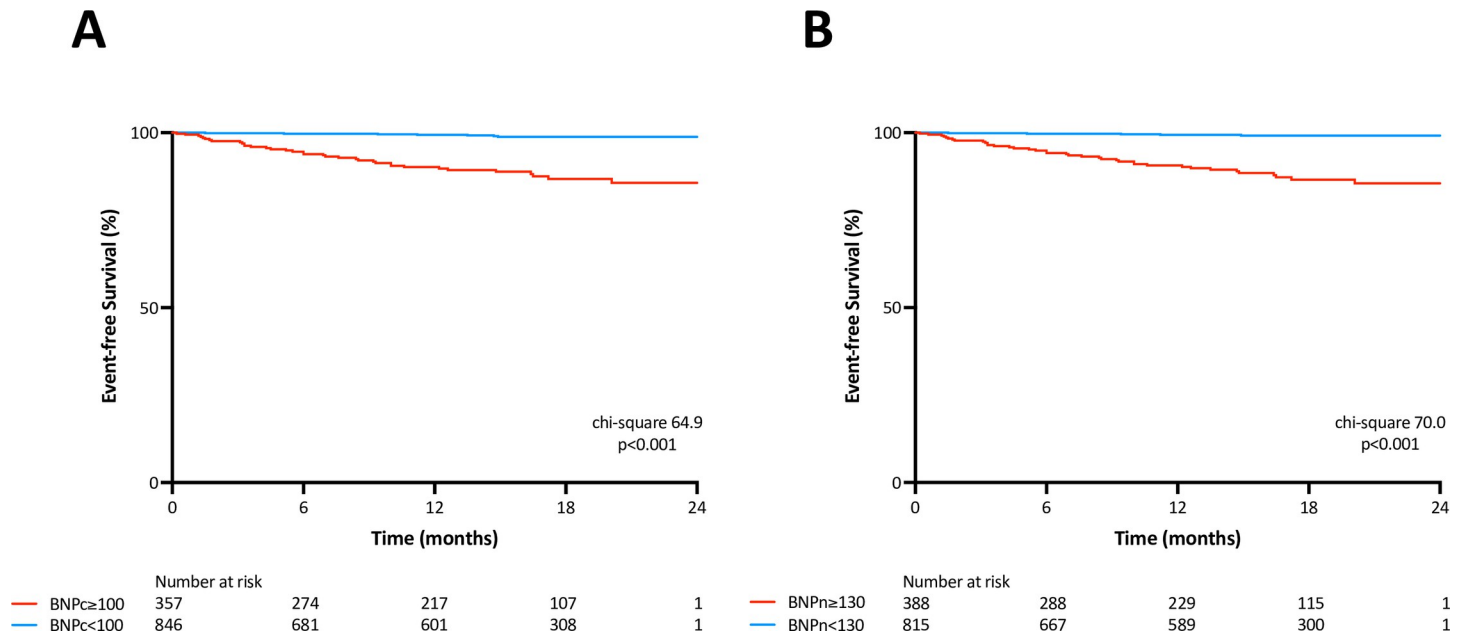 A
B
100
50
0
Event-free Survival (%)
chi-square 64.9
p<0.001
0 6 12 18 24
Time (months)
Number at risk
BNPc≥100 357 274 217 107 1
BNPc<100 846 681 601 308 1
100
50
0
Event-free Survival (%)
chi-square 70.0
p<0.001
0 6 12 18 24
Time (months)
Number at risk
BNPn≥130 388 288 229 115 1
BNPn<130 815 667 589 300 1